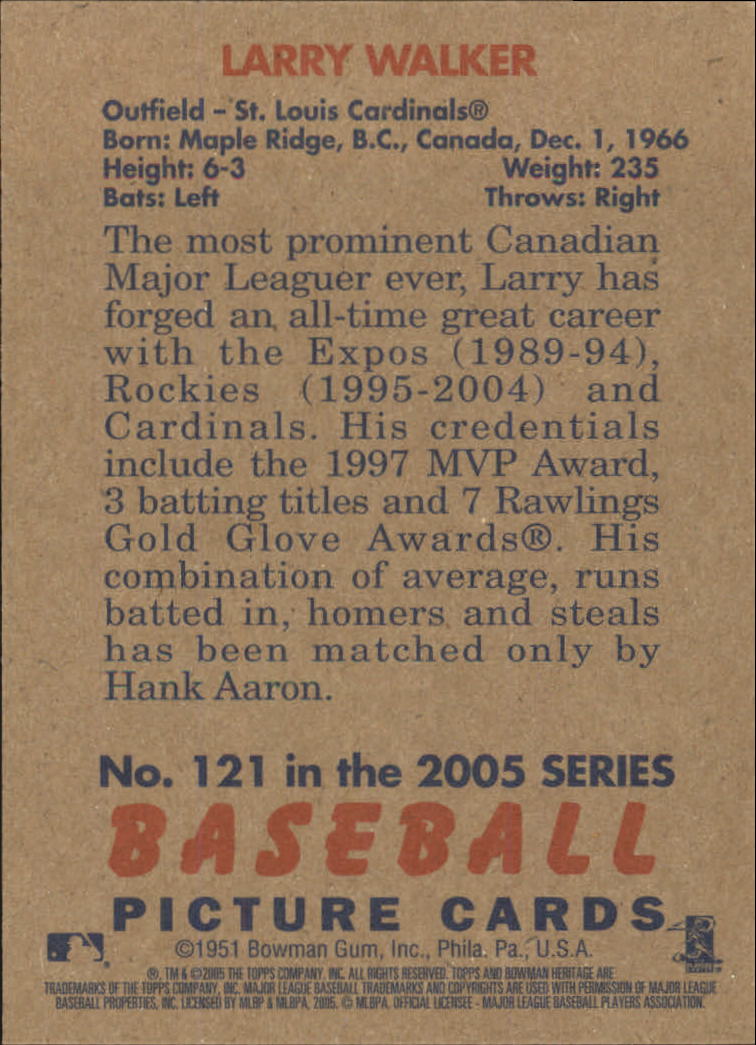 LARRY WALKER
Outfield – St. Louis Cardinals®
Born: Maple Ridge, B.C., Canada, Dec. 1, 1966
Height: 6-3 Weight: 235
Bats: Left Throws: Right
The most prominent Canadian
Major Leaguer ever, Larry has
forged an all-time great career
with the Expos (1989-94),
Rockies (1995-2004) and
Cardinals. His credentials
include the 1997 MVP Award,
3 batting titles and 7 Rawlings
Gold Glove Awards®. His
combination of average, runs
batted in, homers and steals
has been matched only by
Hank Aaron.
No. 121 in the 2005 SERIES
BASEBALL
PICTURE CARDS
©1951 Bowman Gum, Inc., Phila. Pa., U.S.A.
®, TM & ©2005 THE TOPPS COMPANY, INC. ALL RIGHTS RESERVED. TOPPS AND BOWMAN HERITAGE ARE
TRADEMARKS OF THE TOPPS COMPANY, INC. MAJOR LEAGUE BASEBALL TRADEMARKS AND COPYRIGHTS ARE USED WITH PERMISSION OF MAJOR LEAGUE
BASEBALL PROPERTIES, INC. LICENSED BY MLBP & MLBPA, 2005. © MLBPA. OFFICIAL LICENSEE - MAJOR LEAGUE BASEBALL PLAYERS ASSOCIATION.